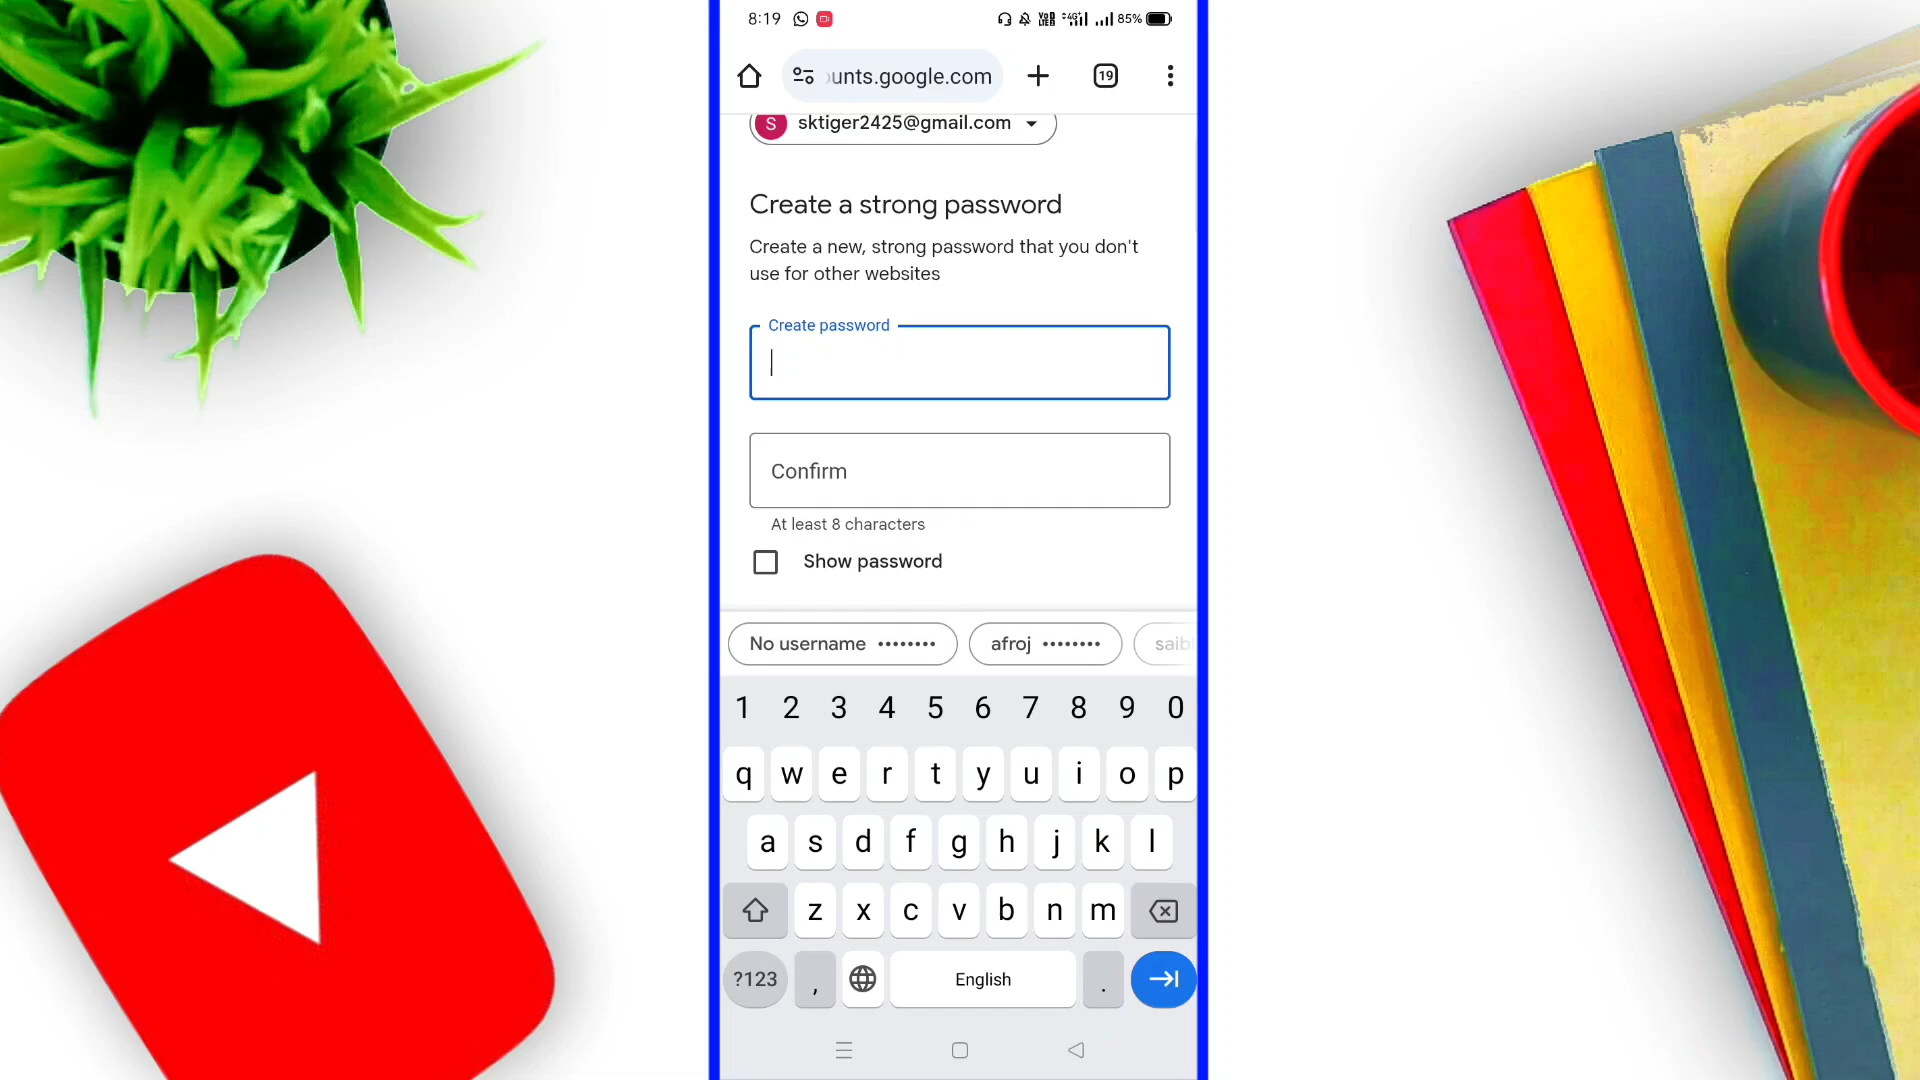 8:19 85%
unts.google.com 19
S sktiger2425@gmail.com
Create a strong password
Create a new, strong password that you don't
use for other websites
Create password
Confirm
At least 8 characters
Show password
No username •••••••• afroj •••••••• saib
1 2 3 4 5 6 7 8 9 0
q w e r t y u i o p
a s d f g h j k l
z x c v b n m
?123 , English .